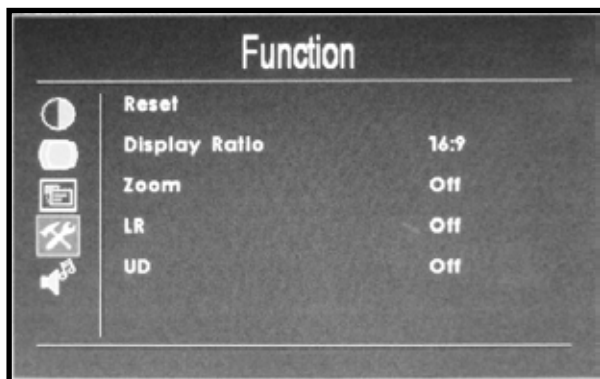 Function
Reset
Display Ratio 16:9
Zoom Off
LR Off
UD Off